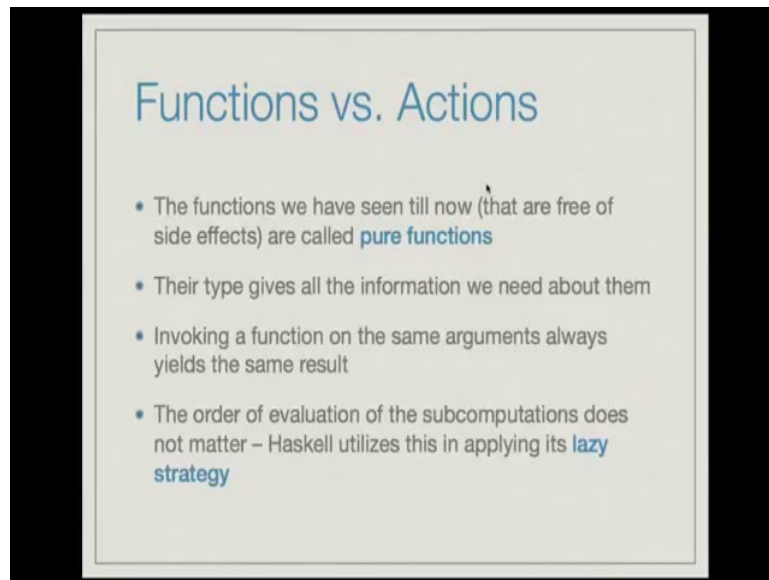 Functions vs. Actions
• The functions we have seen till now (that are free of
side effects) are called pure functions
• Their type gives all the information we need about them
• Invoking a function on the same arguments always
yields the same result
• The order of evaluation of the subcomputations does
not matter – Haskell utilizes this in applying its lazy
strategy